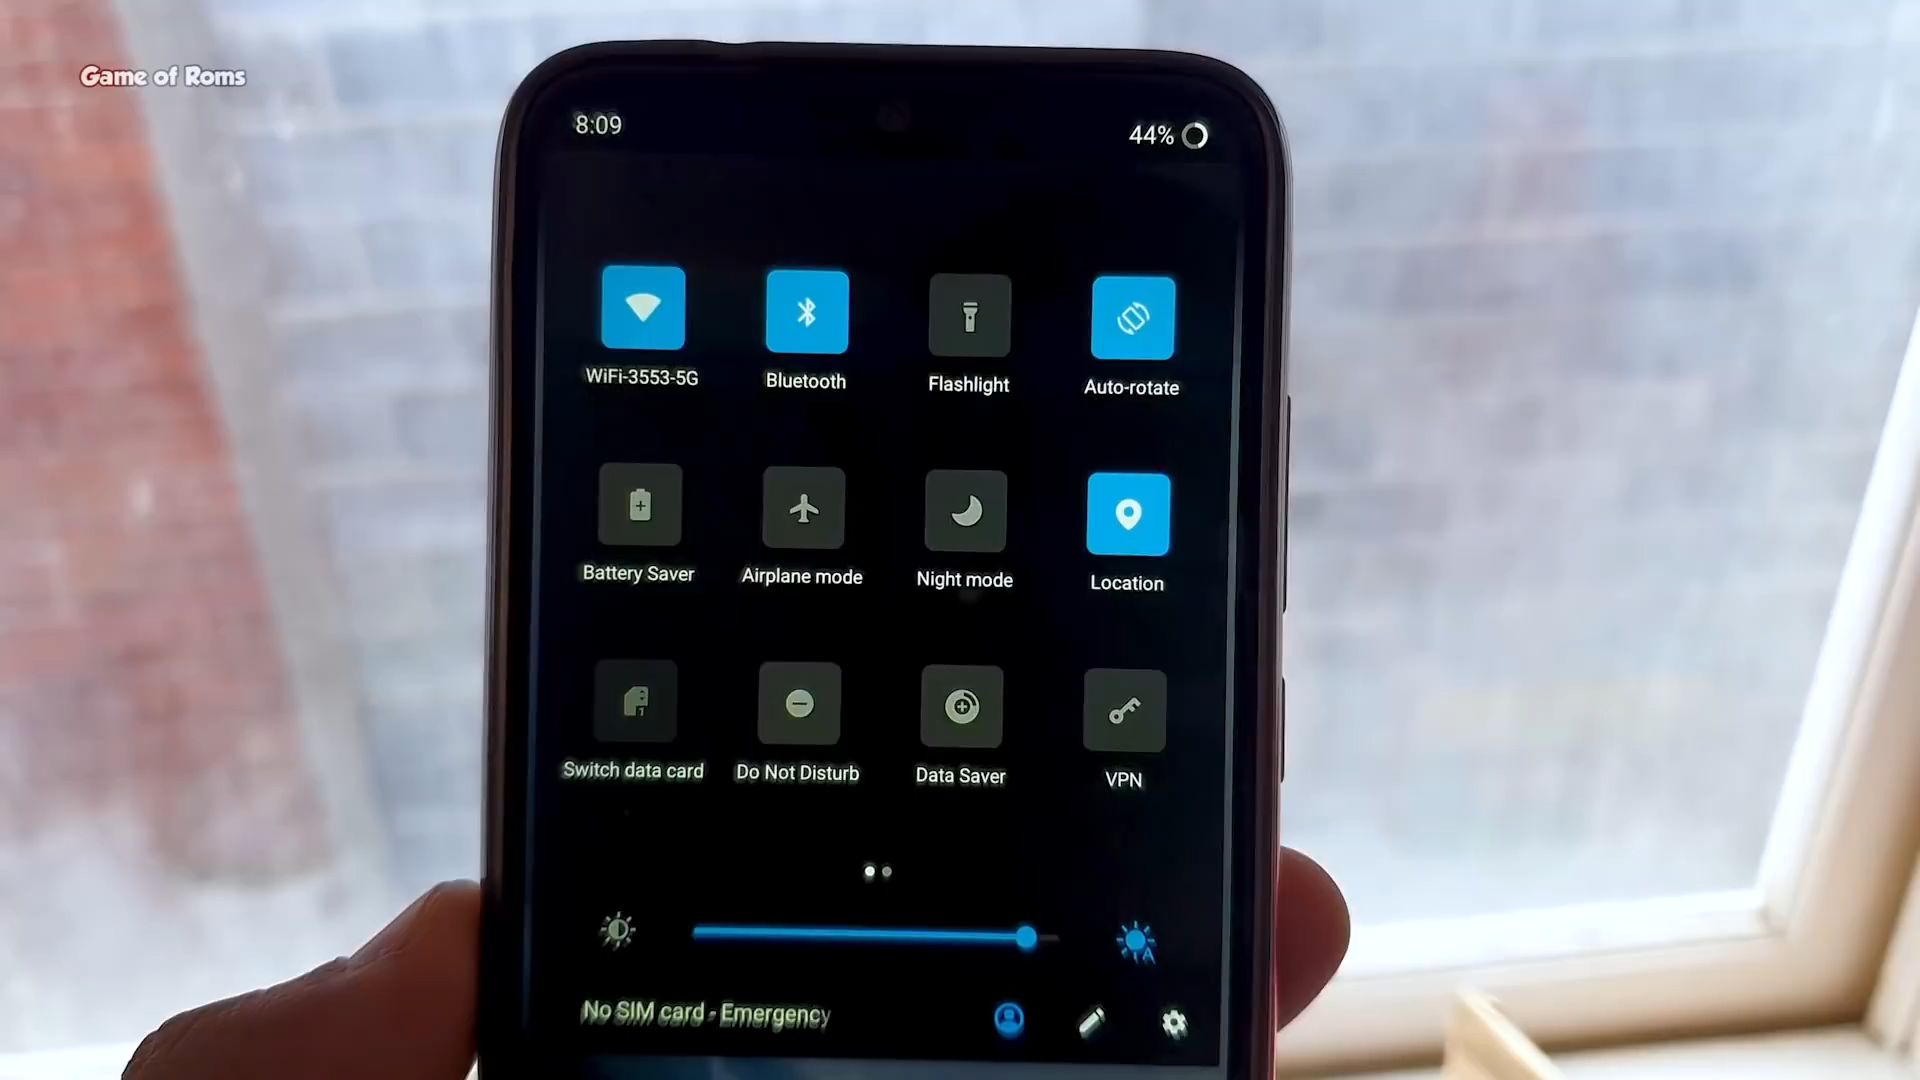 Game of Roms
8:09
44%
WiFi-3553-5G
Bluetooth
Flashlight
Auto-rotate
Battery Saver
Airplane mode
Night mode
Location
Switch data card
Do Not Disturb
Data Saver
VPN
No SIM card - Emergency